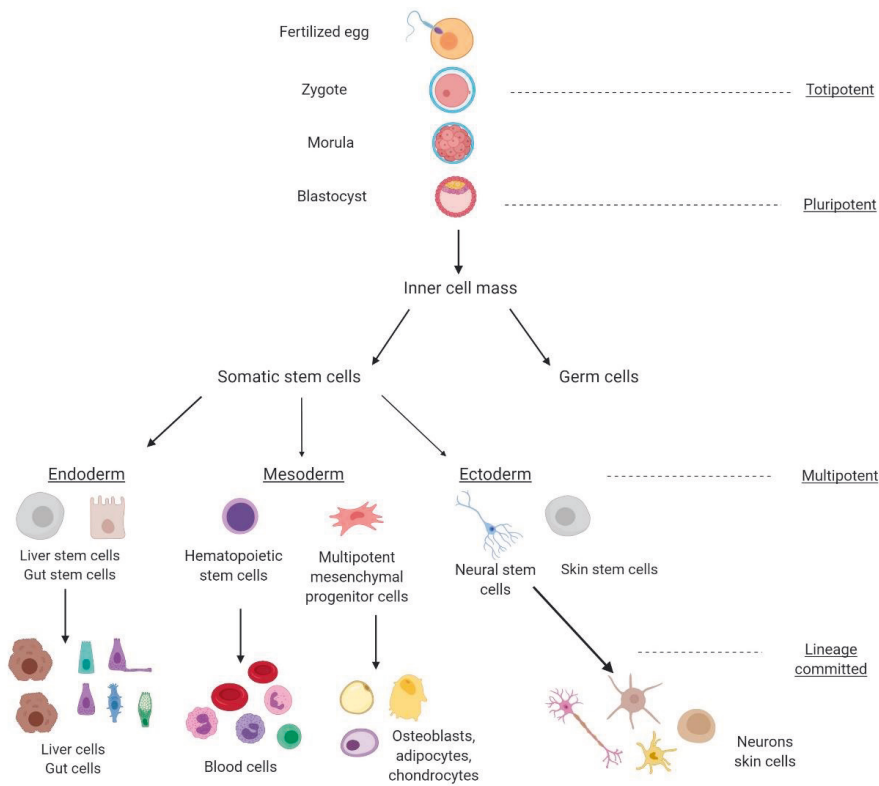 Fertilized egg
Zygote
Totipotent
Morula
Blastocyst
Pluripotent
Inner cell mass
Somatic stem cells
Germ cells
Endoderm
Mesoderm
Ectoderm
Multipotent
Liver stem cells
Gut stem cells
Hematopoietic
stem cells
Multipotent
mesenchymal
progenitor cells
Neural stem
cells
Skin stem cells
Lineage
committed
Liver cells
Gut cells
Blood cells
Osteoblasts,
adipocytes,
chondrocytes
Neurons
skin cells